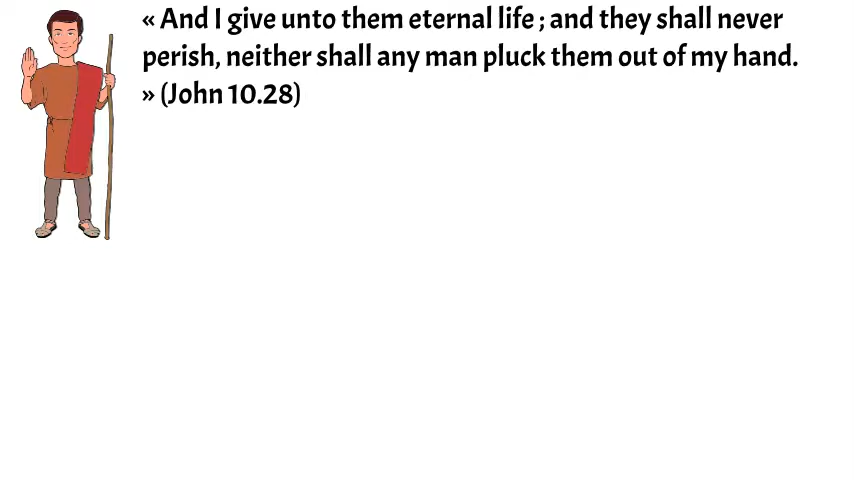 « And I give unto them eternal life ; and they shall never
perish, neither shall any man pluck them out of my hand.
» (John 10.28)